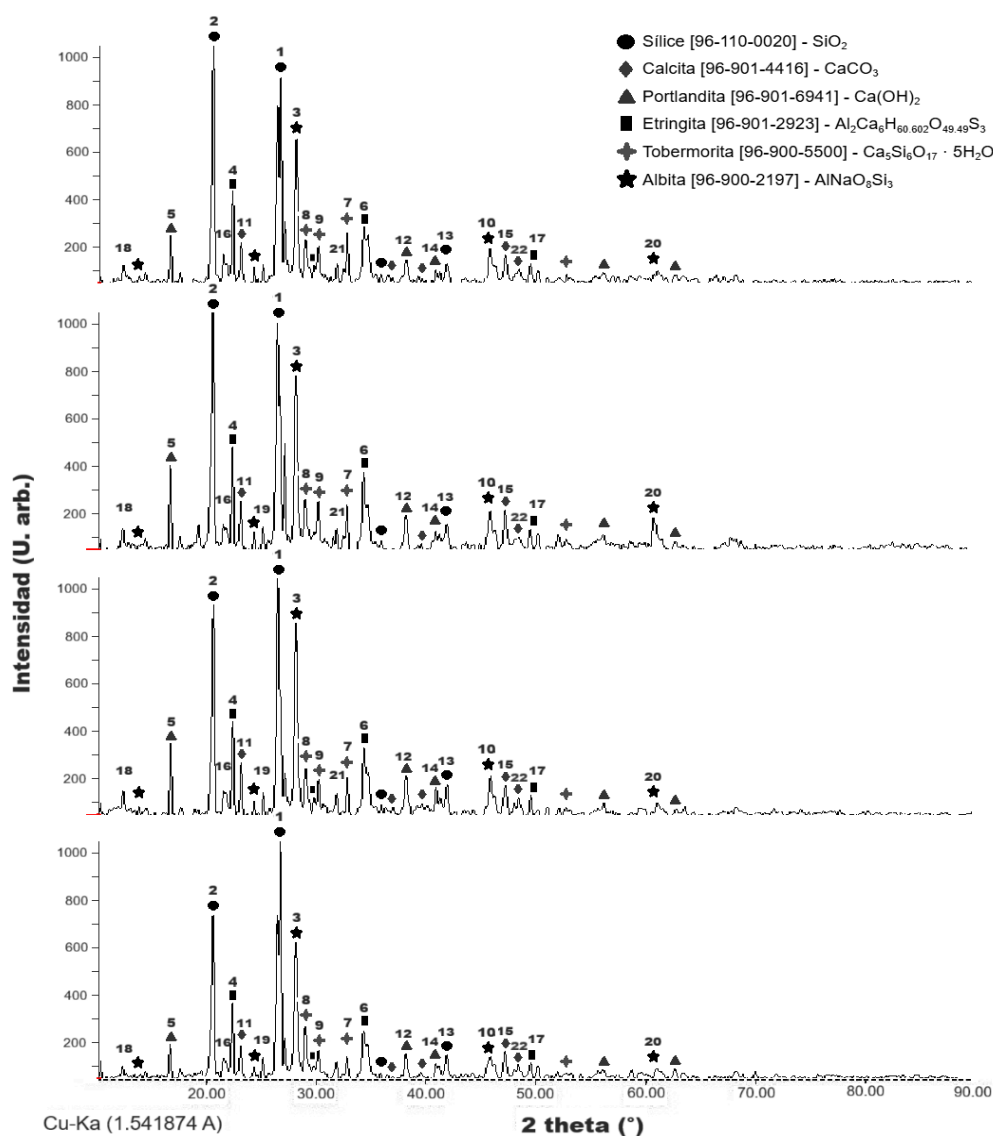 Sílice [96-110-0020] - SiO₂
Calcita [96-901-4416] - CaCO₃
Portlandita [96-901-6941] - Ca(OH)₂
Etringita [96-901-2923] - Al₂Ca₆H₆₀.₆₀₂O₄₉.₄₉S₃
Tobermorita [96-900-5500] - Ca₅Si₆O₁₇ · 5H₂O
Albita [96-900-2197] - AlNaO₈Si₃
Intensidad (U. arb.)
1000
800
600
400
200
18 5 2 16 4 11 1 3 8 9 21 7 6 12 14 13 10 15 22 17 20
1000
800
600
400
200
18 5 2 16 4 11 19 1 3 8 9 21 7 6 12 14 13 10 15 22 17 20
1000
800
600
400
200
18 5 2 16 4 11 19 1 3 8 9 21 7 6 12 14 13 10 15 22 17 20
1000
800
600
400
200
18 5 2 16 4 11 19 1 3 8 9 7 6 12 14 13 10 15 22 17 20
20.00 30.00 40.00 50.00 60.00 70.00 80.00 90.00
Cu-Ka (1.541874 A)
2 theta (°)